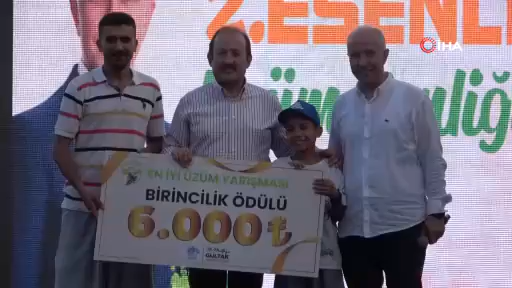 2.ESENL
İHA
EN İYİ ÜZÜM YARIŞMASI
BİRİNCİLİK ÖDÜLÜ
6.000₺
GÜLTAK